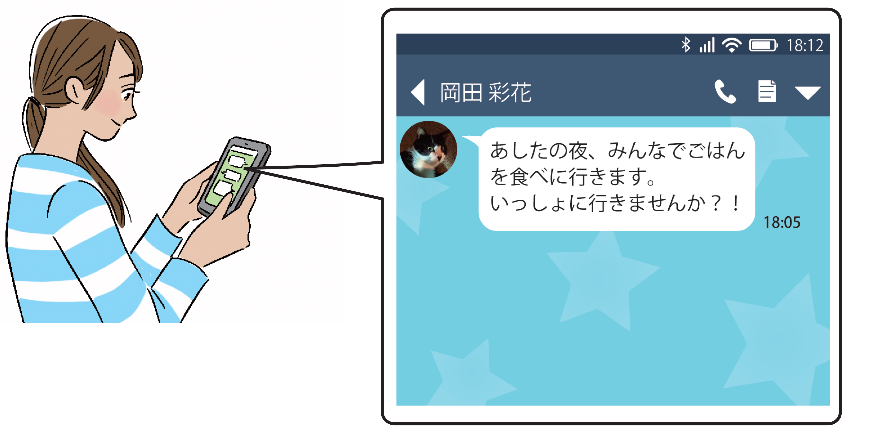 18:12
岡田 彩花
あしたの夜、みんなでごはん
を食べに行きます。
いっしょに行きませんか？！
18:05